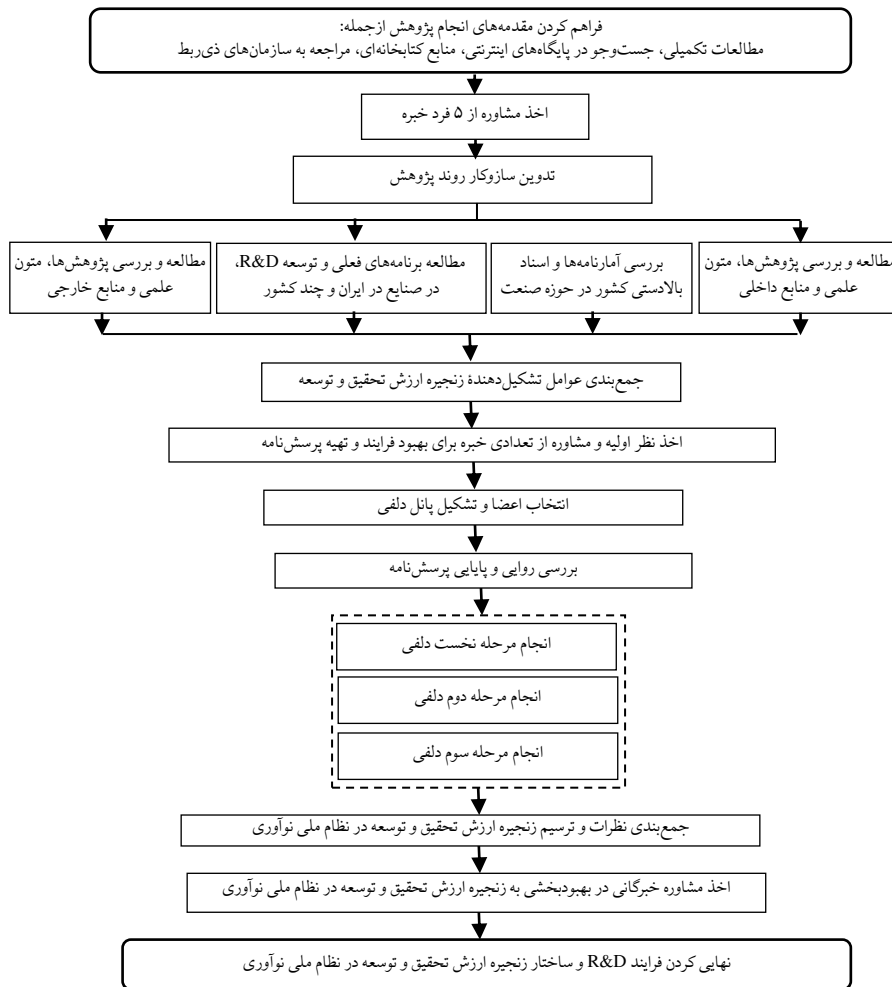 فراهم کردن مقدمه‌های انجام پژوهش ازجمله:
مطالعات تکمیلی، جست‌وجو در پایگاه‌های اینترنتی، منابع کتابخانه‌ای، مراجعه به سازمان‌های ذی‌ربط
اخذ مشاوره از ۵ فرد خبره
تدوین سازوکار روند پژوهش
مطالعه و بررسی پژوهش‌ها، متون
علمی و منابع داخلی
بررسی آمارنامه‌ها و اسناد
بالادستی کشور در حوزه صنعت
مطالعه برنامه‌های فعلی و توسعه R&D،
در صنایع در ایران و چند کشور
مطالعه و بررسی پژوهش‌ها، متون
علمی و منابع خارجی
جمع‌بندی عوامل تشکیل‌دهندۀ زنجیره ارزش تحقیق و توسعه
اخذ نظر اولیه و مشاوره از تعدادی خبره برای بهبود فرایند و تهیه پرسش‌نامه
انتخاب اعضا و تشکیل پانل دلفی
بررسی روایی و پایایی پرسش‌نامه
انجام مرحله نخست دلفی
انجام مرحله دوم دلفی
انجام مرحله سوم دلفی
جمع‌بندی نظرات و ترسیم زنجیره ارزش تحقیق و توسعه در نظام ملی نوآوری
اخذ مشاوره خبرگانی در بهبودبخشی به زنجیره ارزش تحقیق و توسعه در نظام ملی نوآوری
نهایی کردن فرایند R&D و ساختار زنجیره ارزش تحقیق و توسعه در نظام ملی نوآوری